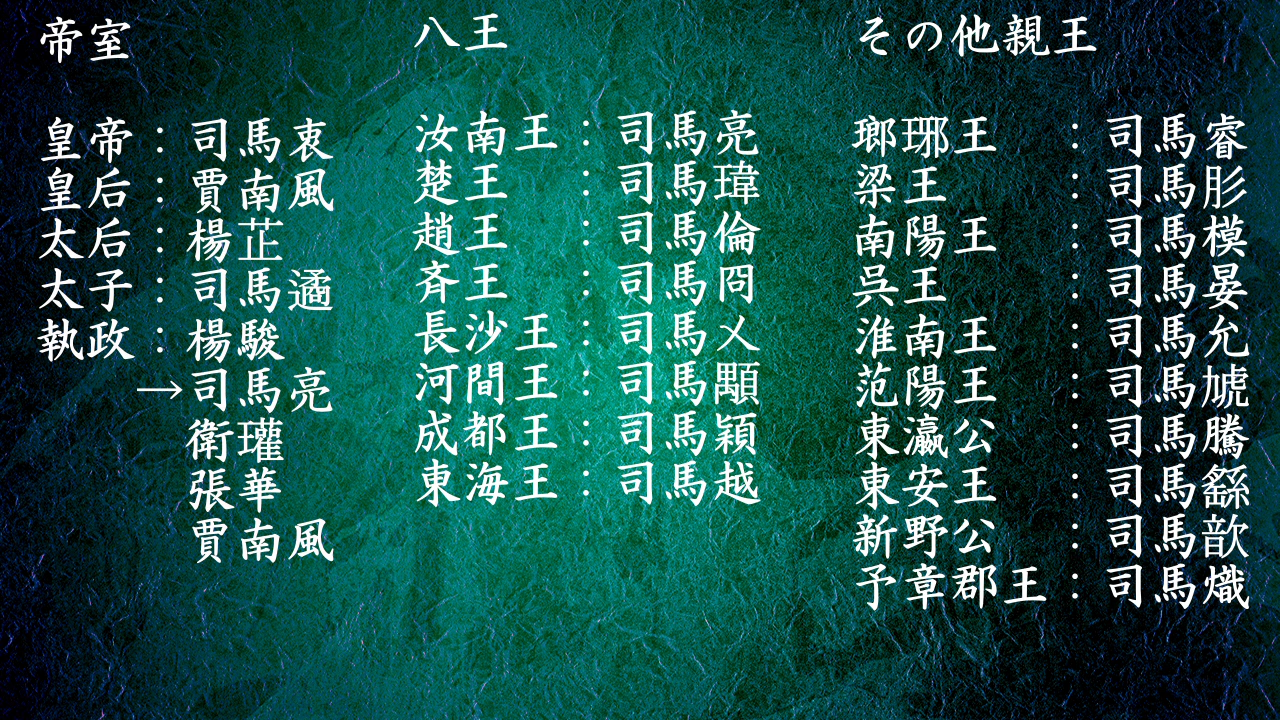 帝室
皇帝：司馬衷
皇后：賈南風
太后：楊芷
太子：司馬遹
執政：楊駿
→司馬亮
衛瓘
張華
賈南風
八王
汝南王：司馬亮
楚王：司馬瑋
趙王：司馬倫
斉王：司馬冏
長沙王：司馬乂
河間王：司馬顒
成都王：司馬穎
東海王：司馬越
その他親王
瑯琊王：司馬睿
梁王：司馬肜
南陽王：司馬模
呉王：司馬晏
淮南王：司馬允
范陽王：司馬虓
東瀛公：司馬騰
東安王：司馬繇
新野公：司馬歆
予章郡王：司馬熾